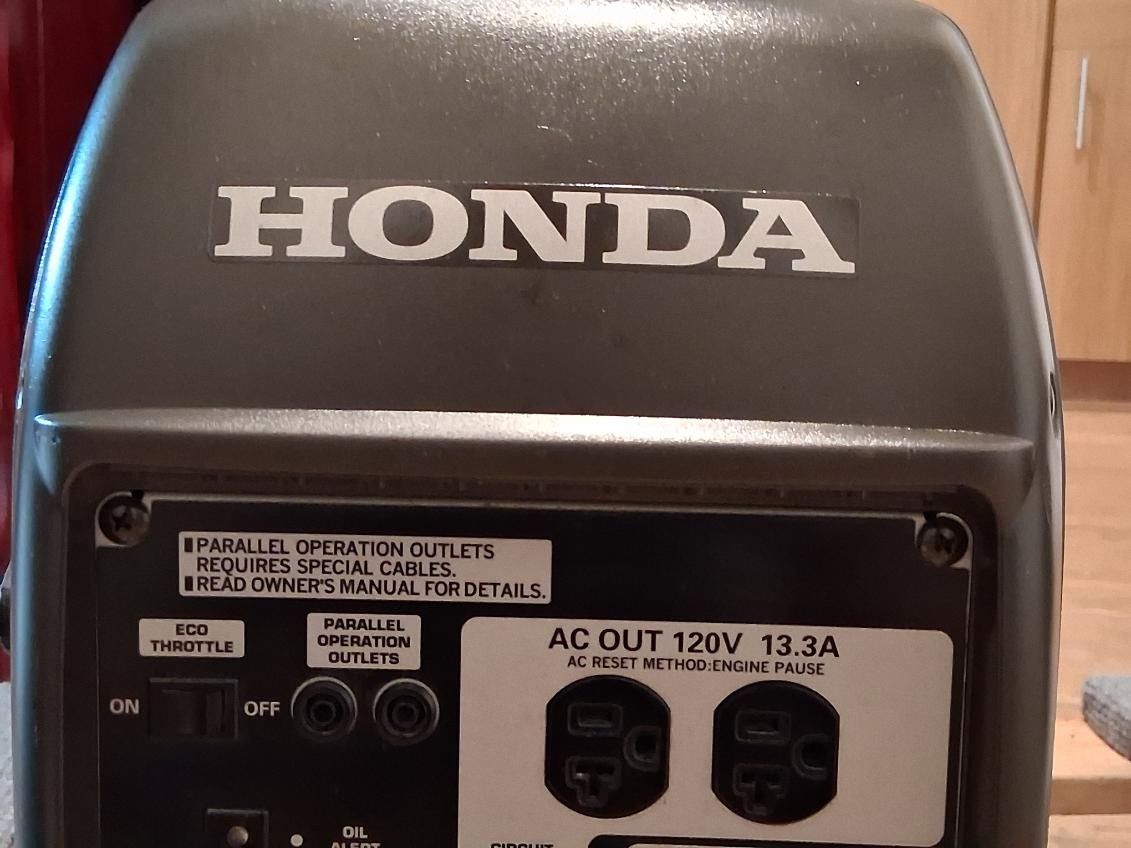 HONDA
PARALLEL OPERATION OUTLETS
REQUIRES SPECIAL CABLES.
READ OWNER'S MANUAL FOR DETAILS.
ECO
THROTTLE
ON
OFF
PARALLEL
OPERATION
OUTLETS
AC OUT 120V 13.3A
AC RESET METHOD:ENGINE PAUSE
OIL
ALERT
CIRCUIT